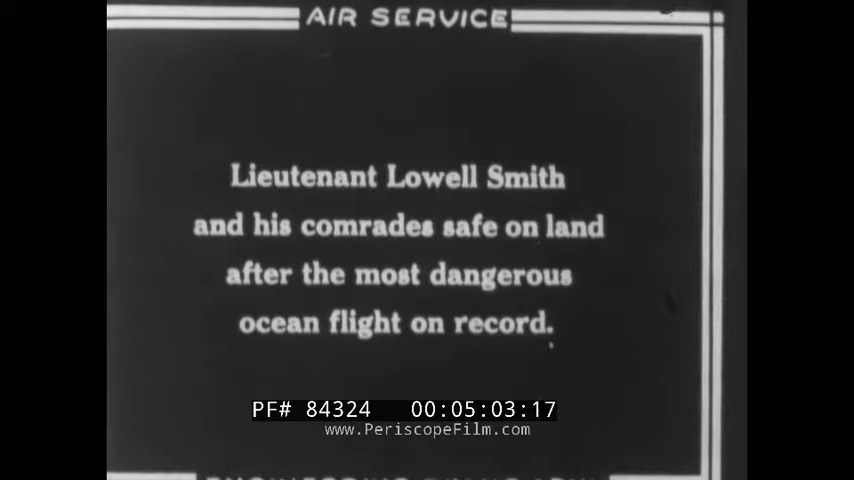 AIR SERVICE
Lieutenant Lowell Smith
and his comrades safe on land
after the most dangerous
ocean flight on record.
PF# 84324 00:05:03:17
www.PeriscopeFilm.com